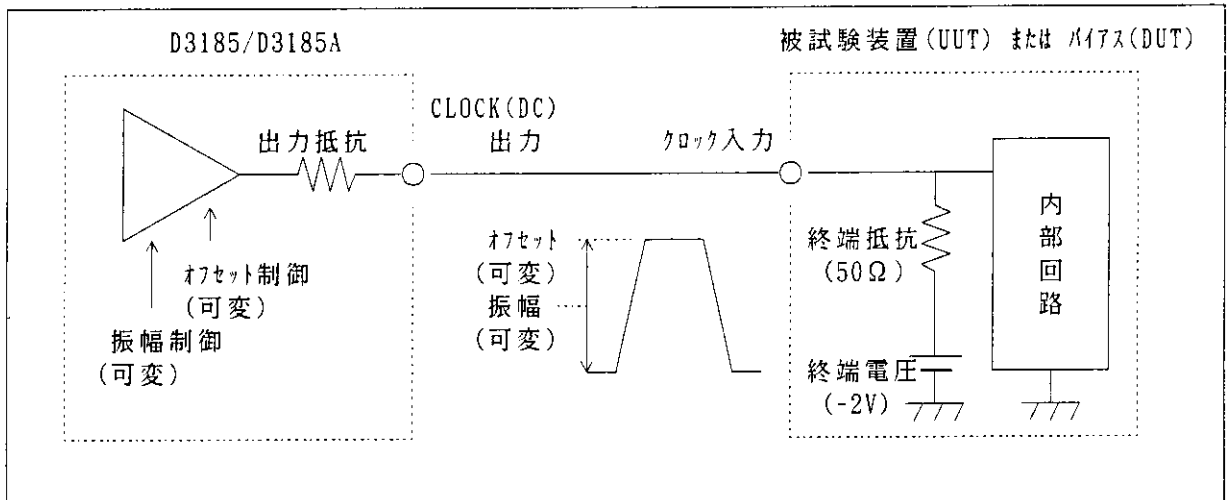 D3185/D3185A
被試験装置(UUT) または バイアス(DUT)
CLOCK(DC)
出力
出力抵抗
クロック入力
オフセット制御
(可変)
振幅制御
(可変)
オフセット
(可変)
振幅
(可変)
終端抵抗
(50Ω)
終端電圧
(-2V)
内部回路